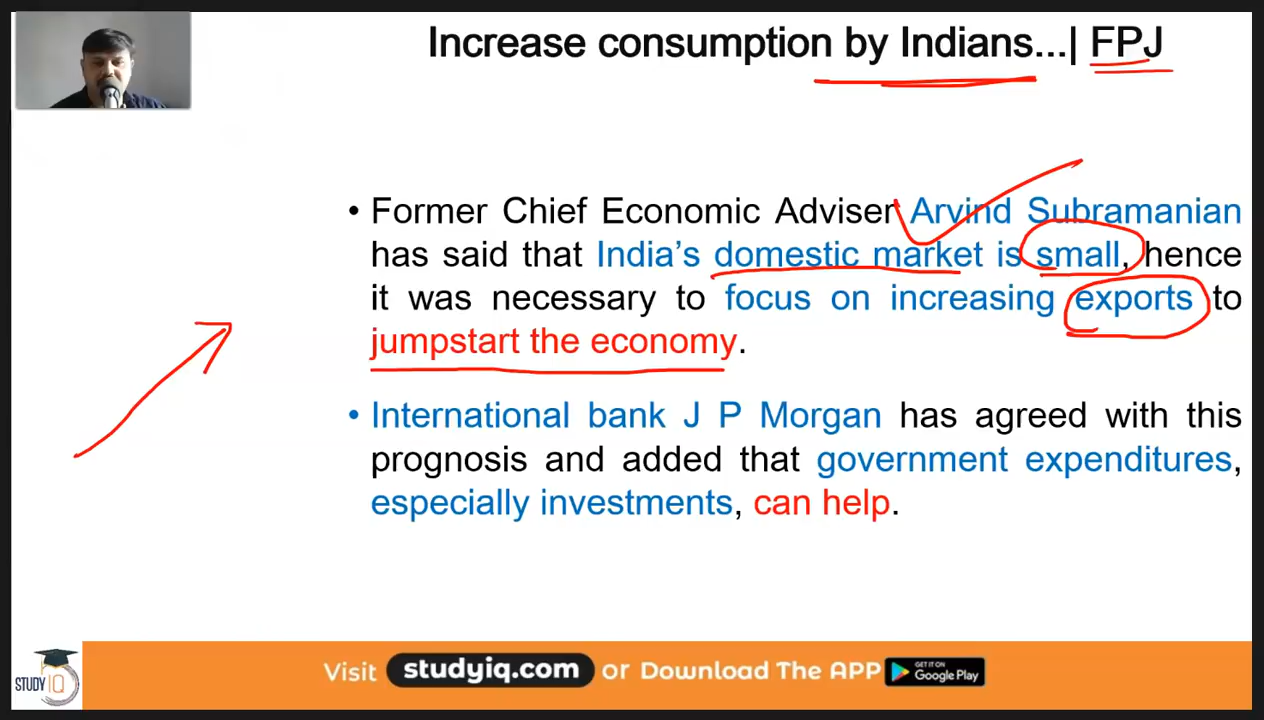 Increase consumption by Indians...| FPJ
• Former Chief Economic Adviser Arvind Subramanian
has said that India’s domestic market is small, hence
it was necessary to focus on increasing exports to
jumpstart the economy.
• International bank J P Morgan has agreed with this
prognosis and added that government expenditures,
especially investments, can help.
STUDY IQ
Visit studyiq.com or Download The APP GET IT ON Google Play